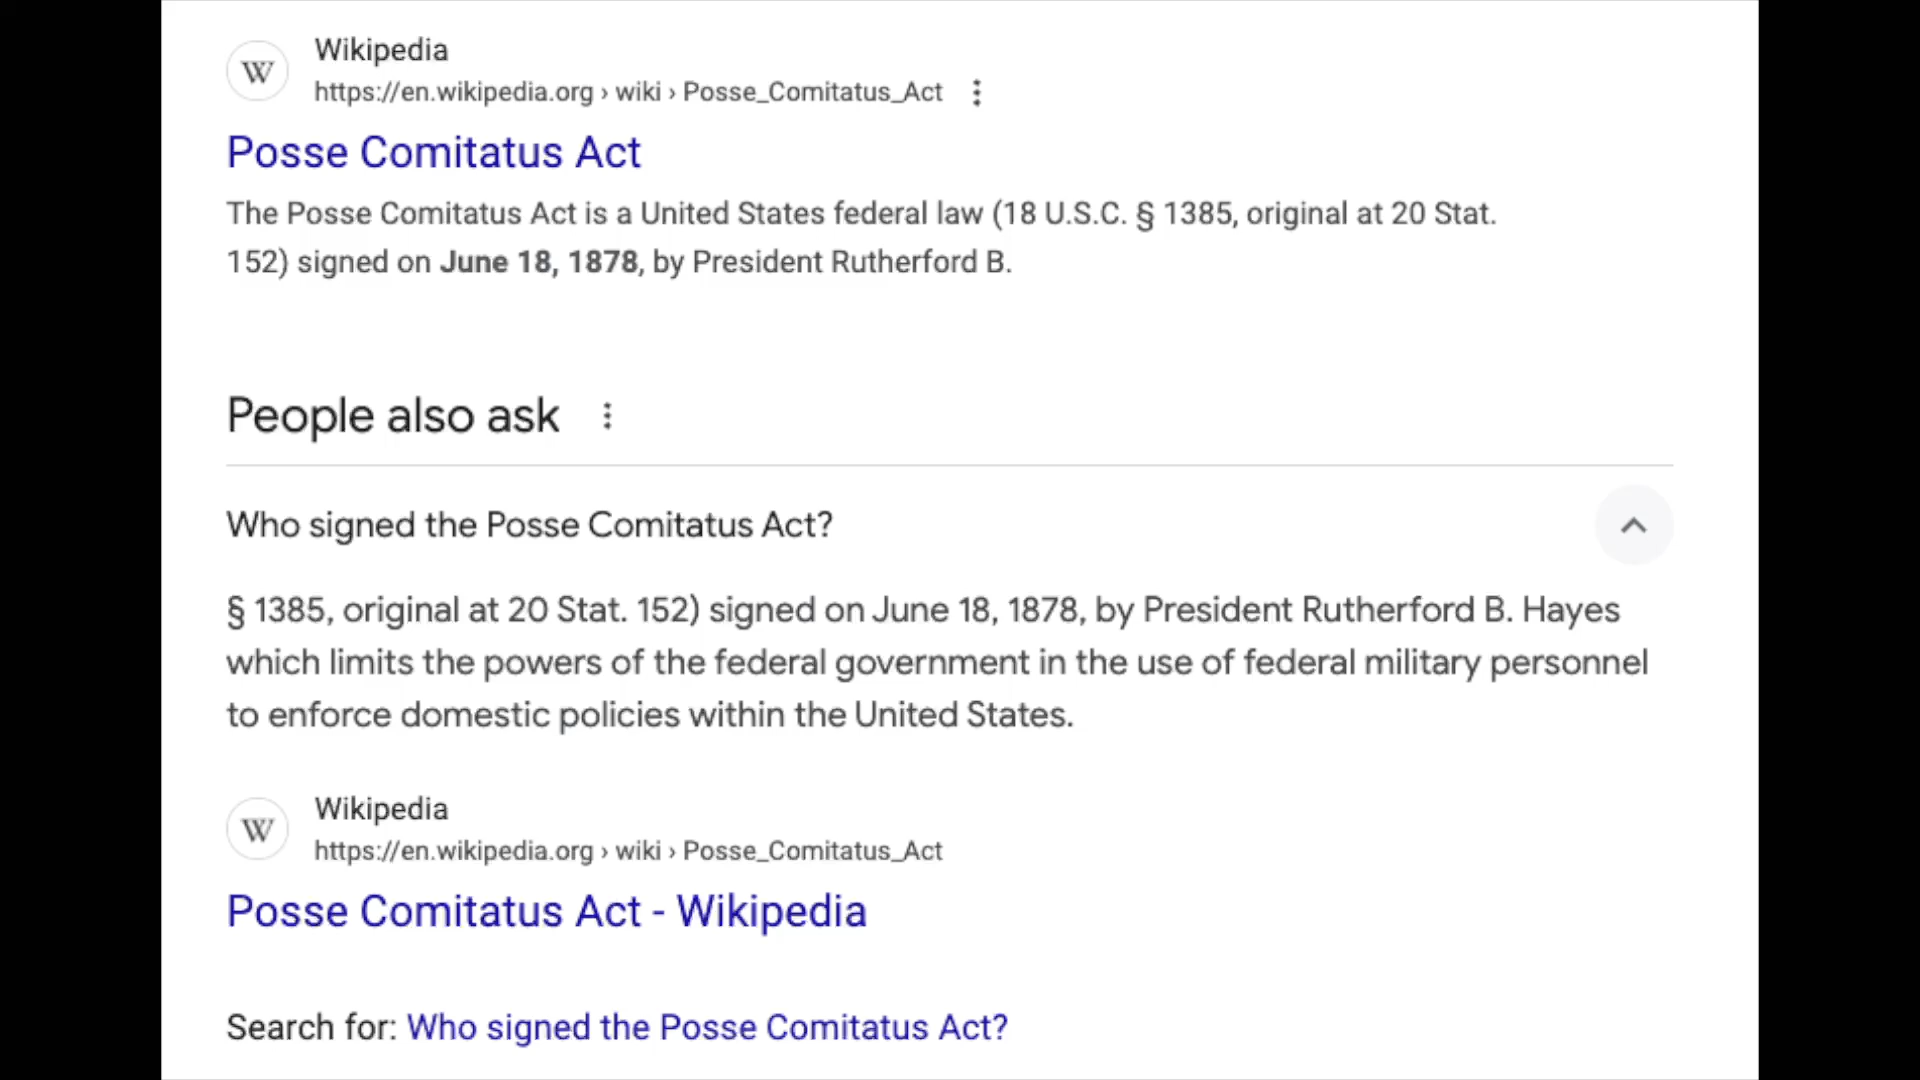 W
Wikipedia
https://en.wikipedia.org › wiki › Posse_Comitatus_Act
Posse Comitatus Act
The Posse Comitatus Act is a United States federal law (18 U.S.C. § 1385, original at 20 Stat.
152) signed on June 18, 1878, by President Rutherford B.
People also ask
Who signed the Posse Comitatus Act?
§ 1385, original at 20 Stat. 152) signed on June 18, 1878, by President Rutherford B. Hayes
which limits the powers of the federal government in the use of federal military personnel
to enforce domestic policies within the United States.
W
Wikipedia
https://en.wikipedia.org › wiki › Posse_Comitatus_Act
Posse Comitatus Act - Wikipedia
Search for: Who signed the Posse Comitatus Act?